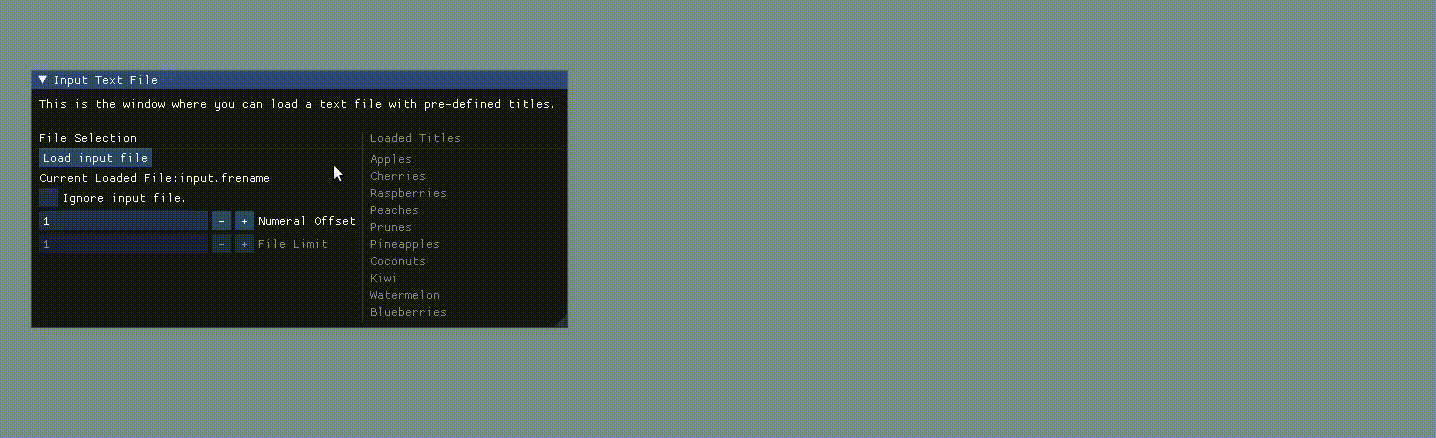 Input Text File
This is the window where you can load a text file with pre-defined titles.
File Selection
Load input file
Current Loaded File:input.frename
Ignore input file.
1 - + Numeral Offset
1 - + File Limit
Loaded Titles
Apples
Cherries
Raspberries
Peaches
Prunes
Pineapples
Coconuts
Kiwi
Watermelon
Blueberries